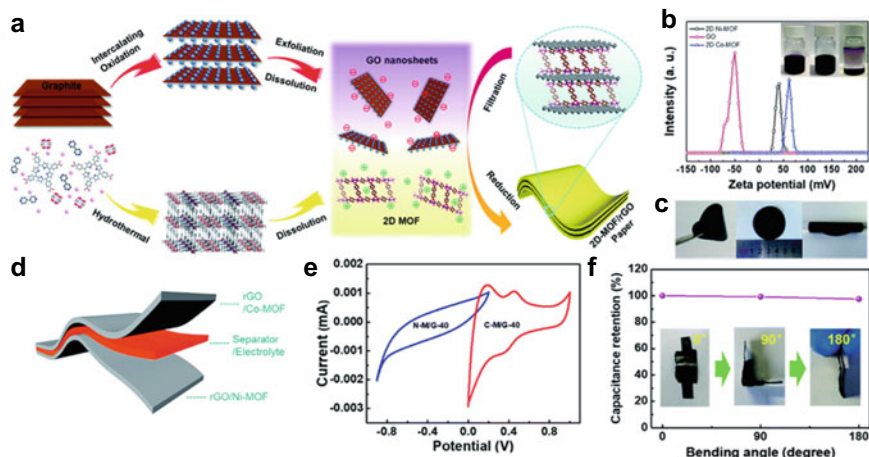 a
Graphite
Intercalating
Oxidation
Exfoliation
Dissolution
Hydrothermal
Dissolution
GO nanosheets
2D MOF
Filtration
Reduction
2D-MOF/rGO
Paper
b
Intensity (a. u.)
2D Ni-MOF
GO
2D Co-MOF
-150 -100 -50 0 50 100 150 200
Zeta potential (mV)
c
d
rGO
/Co-MOF
Separator
/Electrolyte
rGO/Ni-MOF
e
Current (mA)
0.002
0.001
0.000
-0.001
-0.002
-0.003
N-M/G-40
C-M/G-40
-0.8 -0.4 0.0 0.4 0.8
Potential (V)
f
Capacitance retention (%)
120
100
80
60
40
20
0
0°
90°
180°
0 90 180
Bending angle (degree)